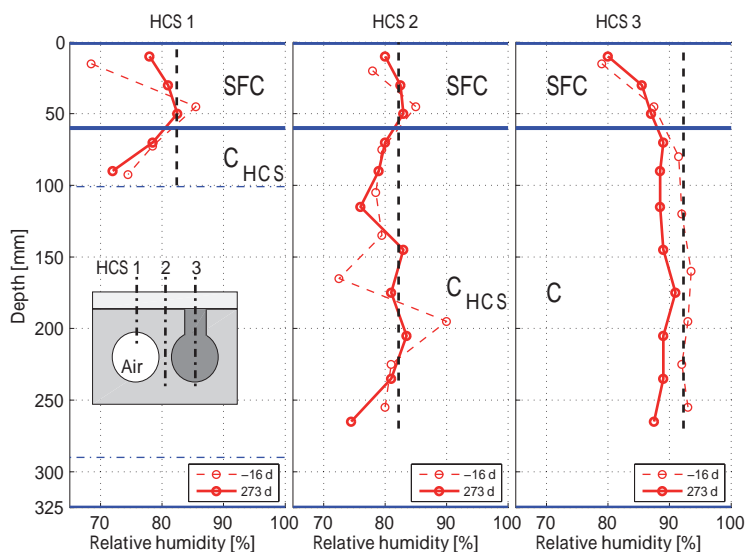 HCS 1 HCS 2 HCS 3
0
50
100
150
200
250
300
325
Depth [mm]
SFC
C HCS
HCS 1 2 3
Air
−16 d
273 d
70 80 90 100
Relative humidity [%]
SFC
C HCS
−16 d
273 d
70 80 90 100
Relative humidity [%]
SFC
C
−16 d
273 d
70 80 90 100
Relative humidity [%]